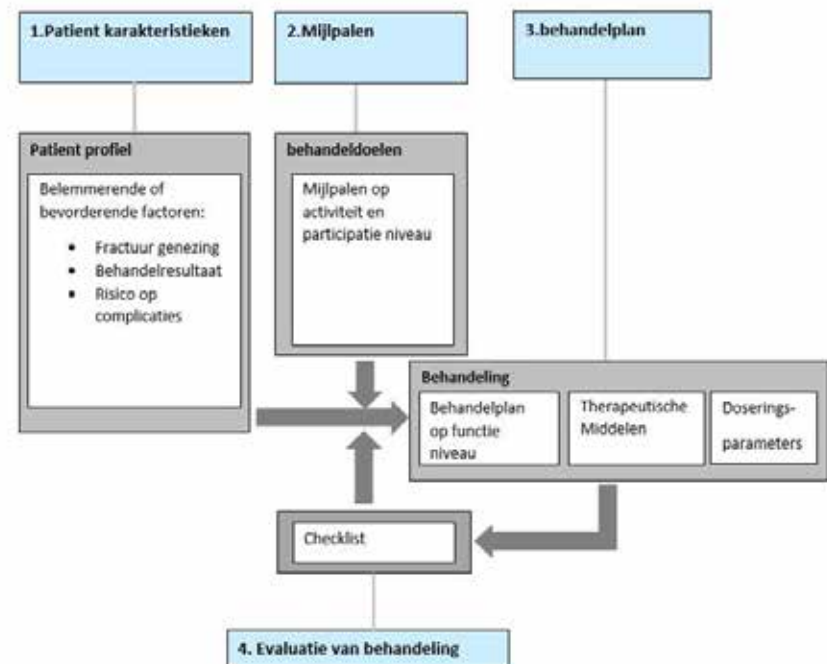 1.Patient karakteristieken
2.Mijlpalen
3.behandelplan
Patient profiel
Belemmerende of
bevorderende factoren:
• Fractuur genezing
• Behandelresultaat
• Risico op
complicaties
behandeldoelen
Mijlpalen op
activiteit en
participatie niveau
Behandeling
Behandelplan
op functie
niveau
Therapeutische
Middelen
Doserings-
parameters
Checklist
4. Evaluatie van behandeling